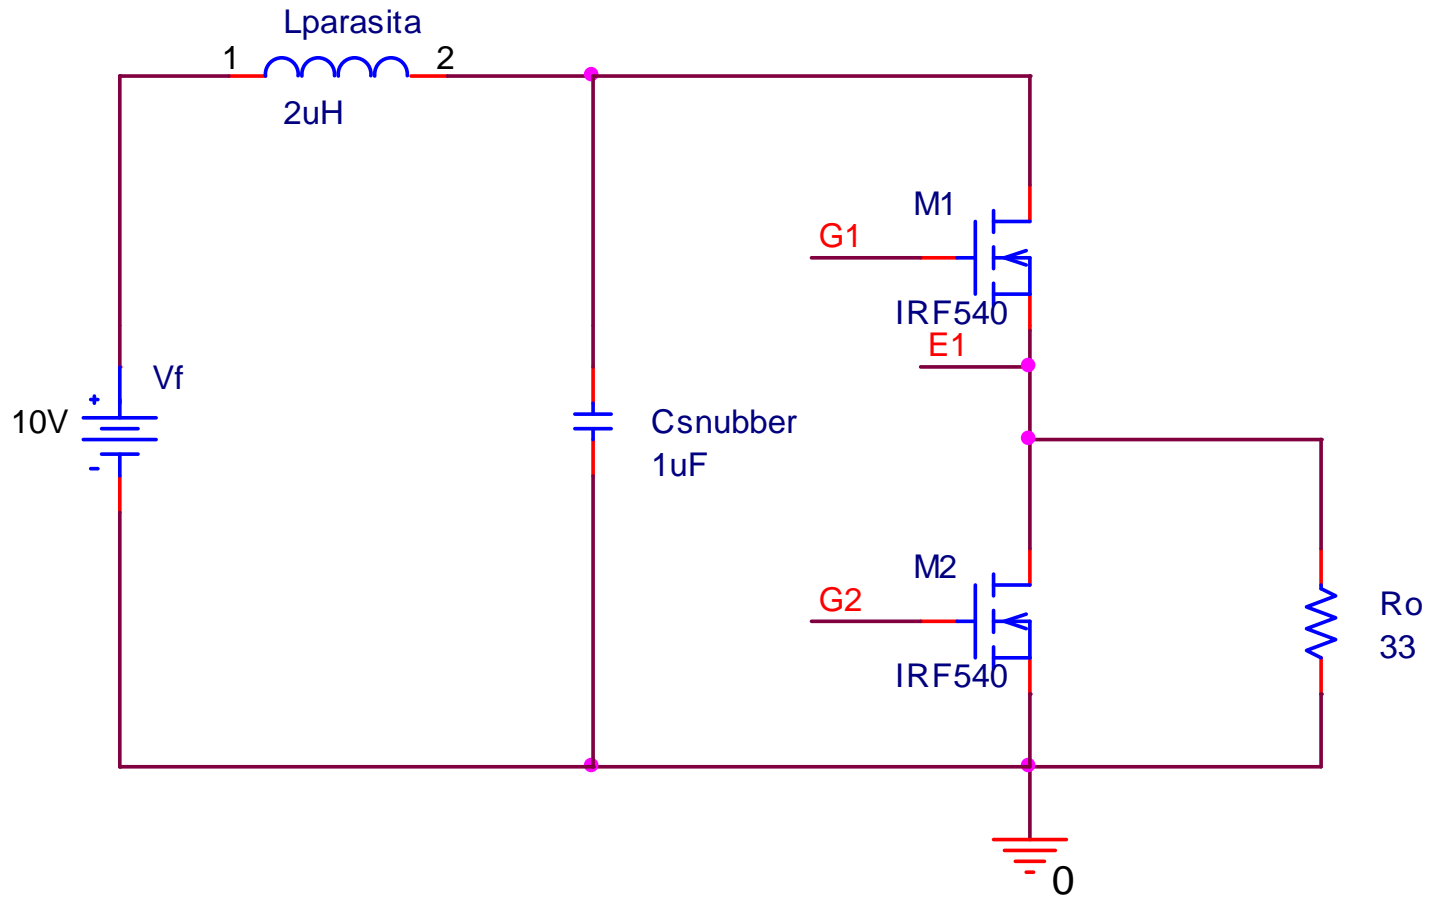 Lparasita
1
2
2uH
M1
G1
IRF540
E1
Vf
10V
Csnubber
1uF
M2
G2
IRF540
Ro
33
0